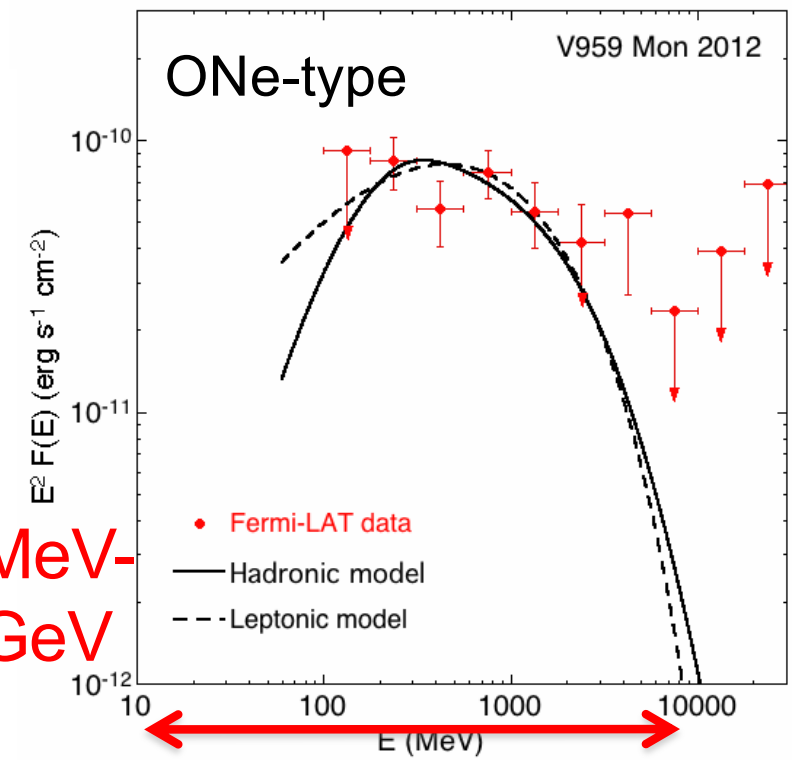 V959 Mon 2012
ONe-type
10⁻¹⁰
E² F(E) (erg s⁻¹ cm⁻²)
10⁻¹¹
Fermi-LAT data
MeV-
Hadronic model
GeV
Leptonic model
10⁻¹²
10 100 1000 10000
E (MeV)